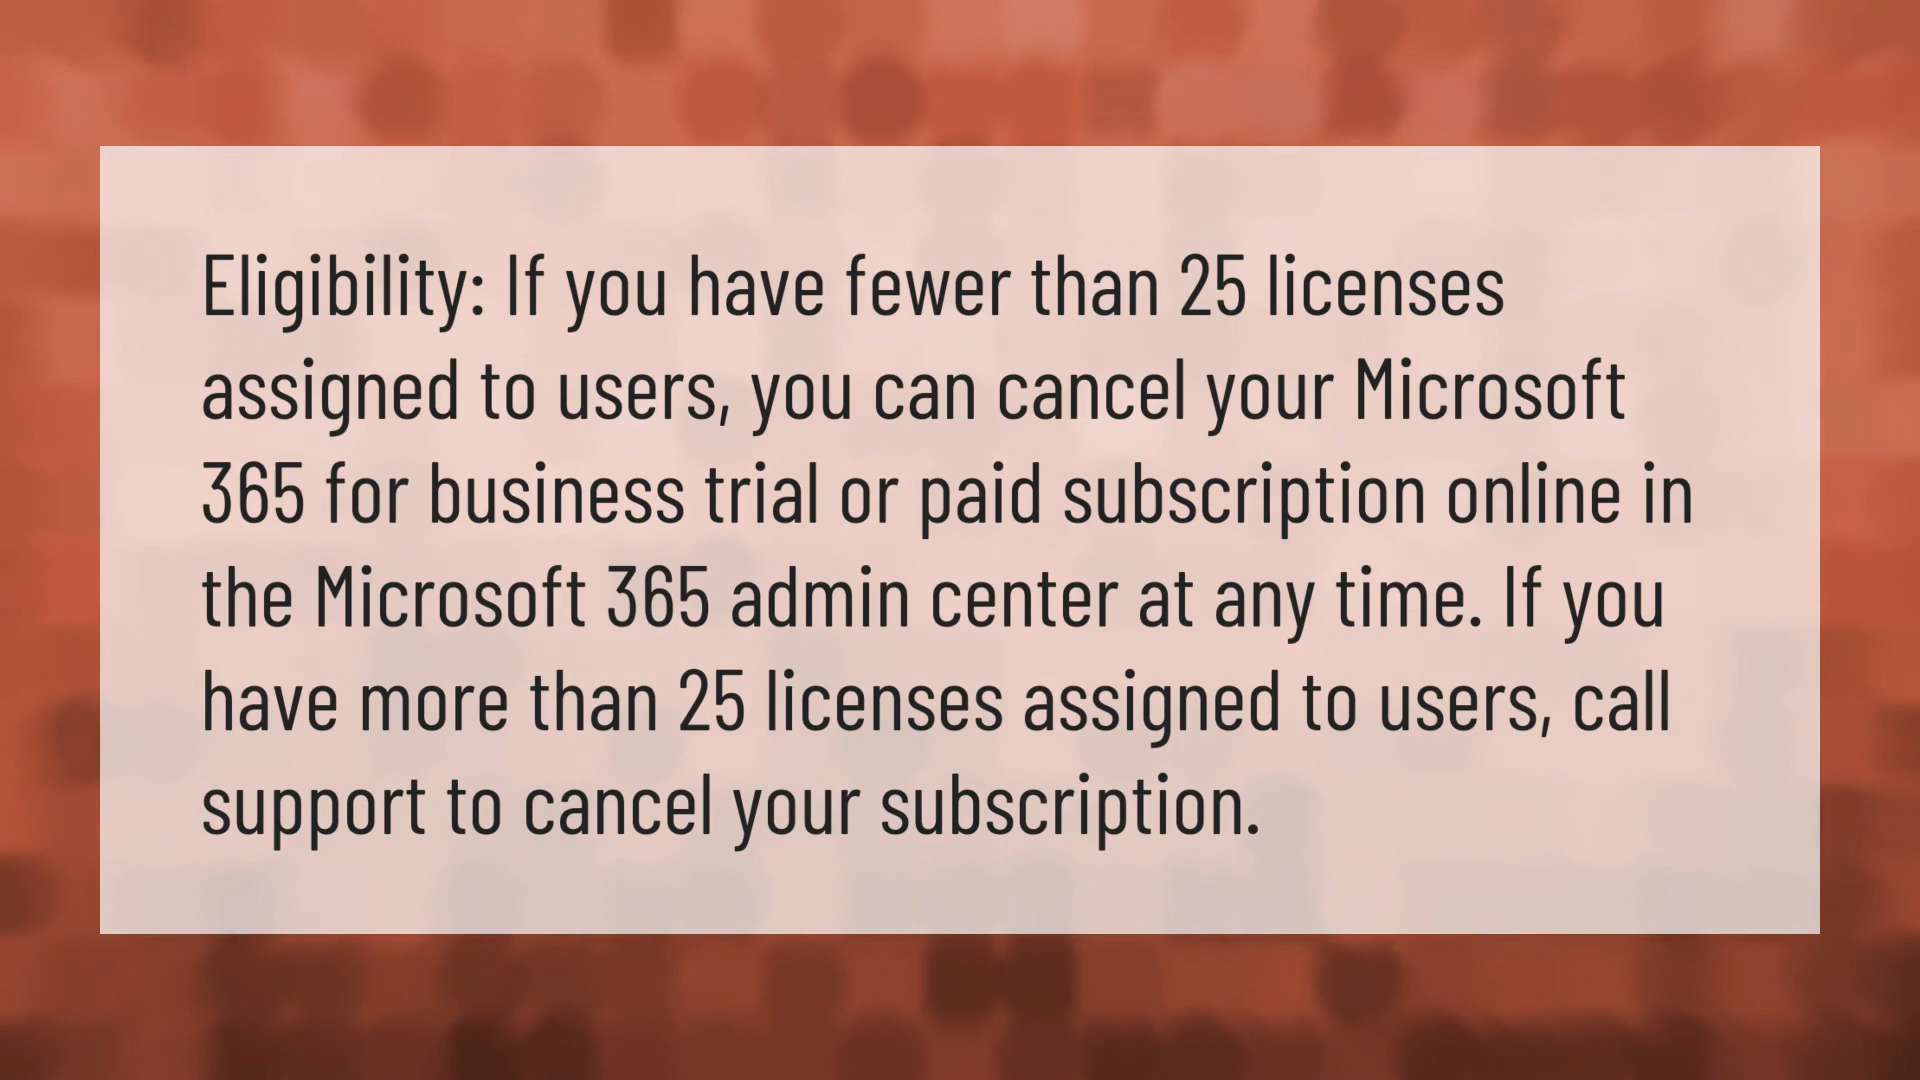 Eligibility: If you have fewer than 25 licenses
assigned to users, you can cancel your Microsoft
365 for business trial or paid subscription online in
the Microsoft 365 admin center at any time. If you
have more than 25 licenses assigned to users, call
support to cancel your subscription.